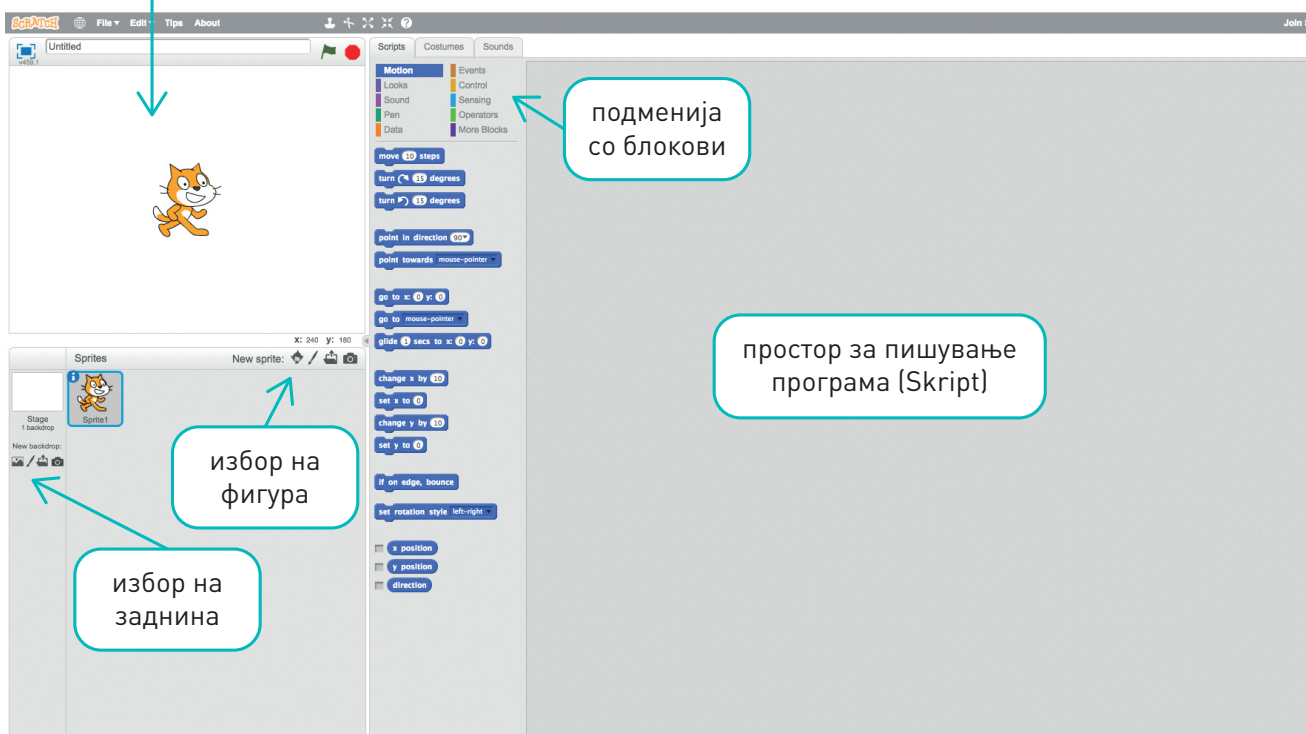 SCRATCH File Edit Tips About Join
Untitled
v459.1
Scripts Costumes Sounds
Motion Events
Looks Control
Sound Sensing
Pen Operators
Data More Blocks
подменија
со блокови
move 10 steps
turn 15 degrees
turn 15 degrees
point in direction 90
point towards mouse-pointer
go to x: 0 y: 0
go to mouse-pointer
glide 1 secs to x: 0 y: 0
change x by 10
set x to 0
change y by 10
set y to 0
if on edge, bounce
set rotation style left-right
x position
y position
direction
X: 240 y: 180
Sprites New sprite:
Stage
1 backdrop
Sprite1
New backdrop:
избор на
фигура
избор на
заднина
простор за пишување
програма (Skript)